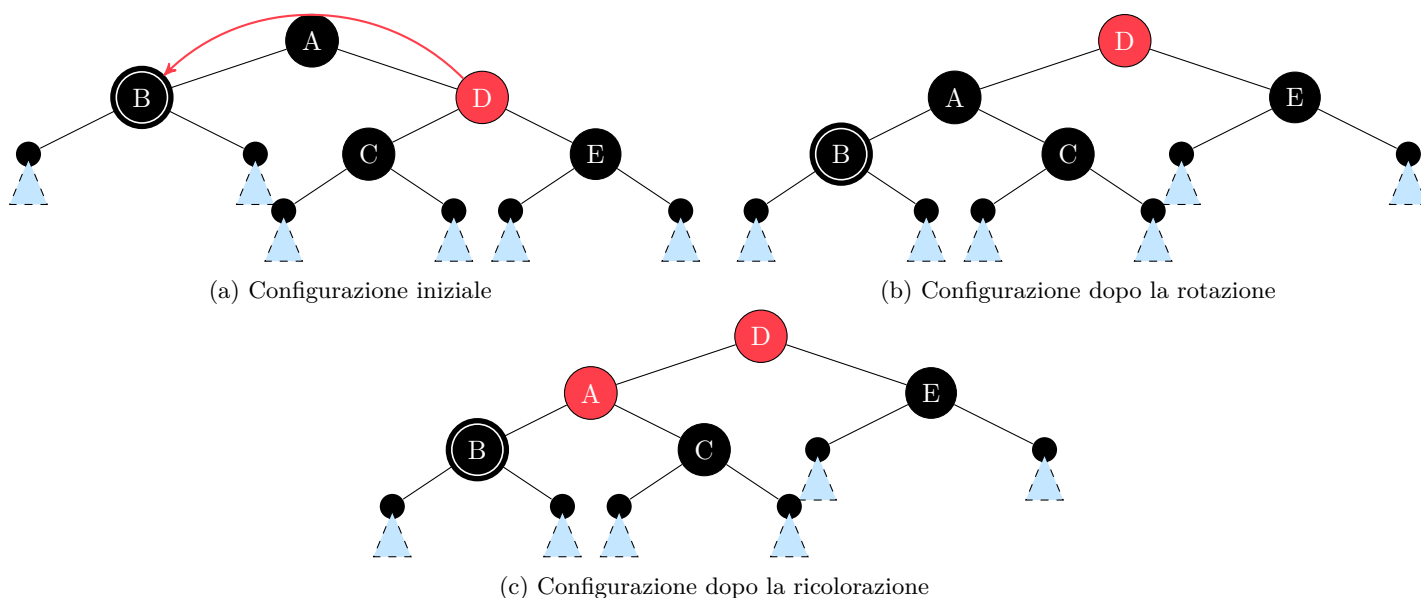 A
B
D
C
E
(a) Configurazione iniziale
D
A
E
B
C
(b) Configurazione dopo la rotazione
D
A
E
B
C
(c) Configurazione dopo la ricolorazione